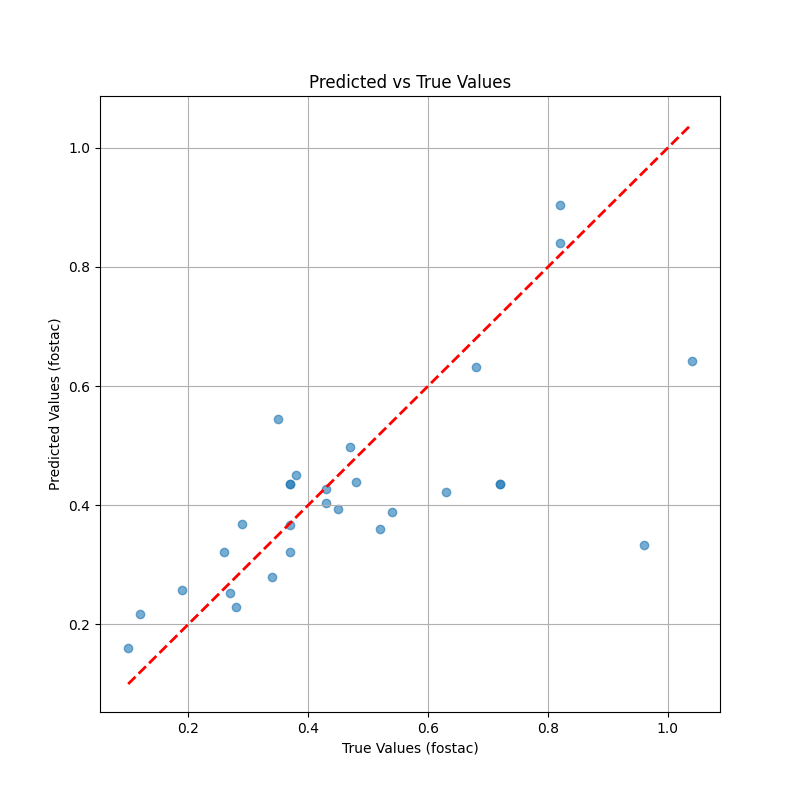 Predicted vs True Values
Predicted Values (fostac)
1.0
0.8
0.6
0.4
0.2
0.2 0.4 0.6 0.8 1.0
True Values (fostac)